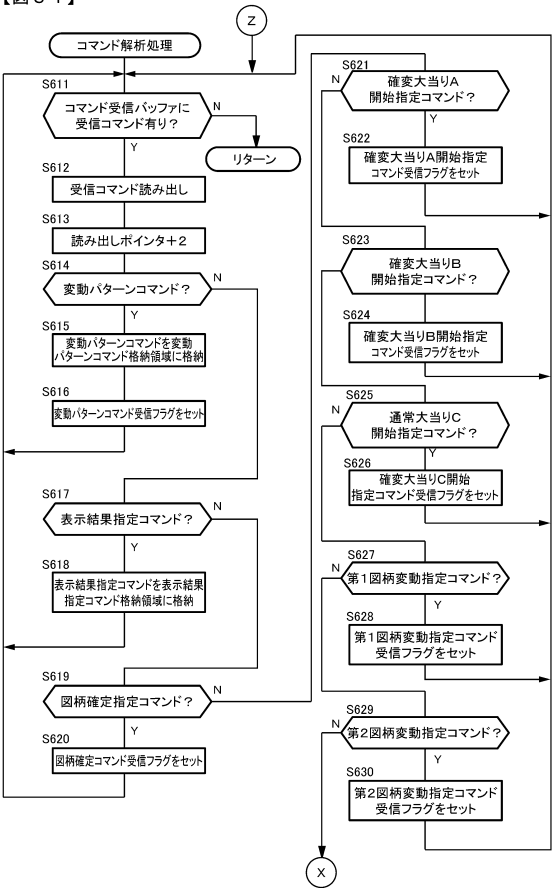 Z
コマンド解析処理
S611
コマンド受信バッファに
受信コマンド有り？
N
Y
リターン
S612
受信コマンド読み出し
S613
読み出しポインタ＋２
S614
変動パターンコマンド？
N
Y
S615
変動パターンコマンドを変動
パターンコマンド格納領域に格納
S616
変動パターンコマンド受信フラグをセット
S617
表示結果指定コマンド？
N
Y
S618
表示結果指定コマンドを表示結果
指定コマンド格納領域に格納
S619
図柄確定指定コマンド？
N
Y
S620
図柄確定コマンド受信フラグをセット
S621
N
確変大当りA
開始指定コマンド？
Y
S622
確変大当りA開始指定
コマンド受信フラグをセット
S623
N
確変大当りB
開始指定コマンド？
Y
S624
確変大当りB開始指定
コマンド受信フラグをセット
S625
N
通常大当りC
開始指定コマンド？
Y
S626
確変大当りC開始
指定コマンド受信フラグをセット
S627
N
第１図柄変動指定コマンド？
Y
S628
第１図柄変動指定コマンド
受信フラグをセット
S629
N
第２図柄変動指定コマンド？
Y
S630
第２図柄変動指定コマンド
受信フラグをセット
X